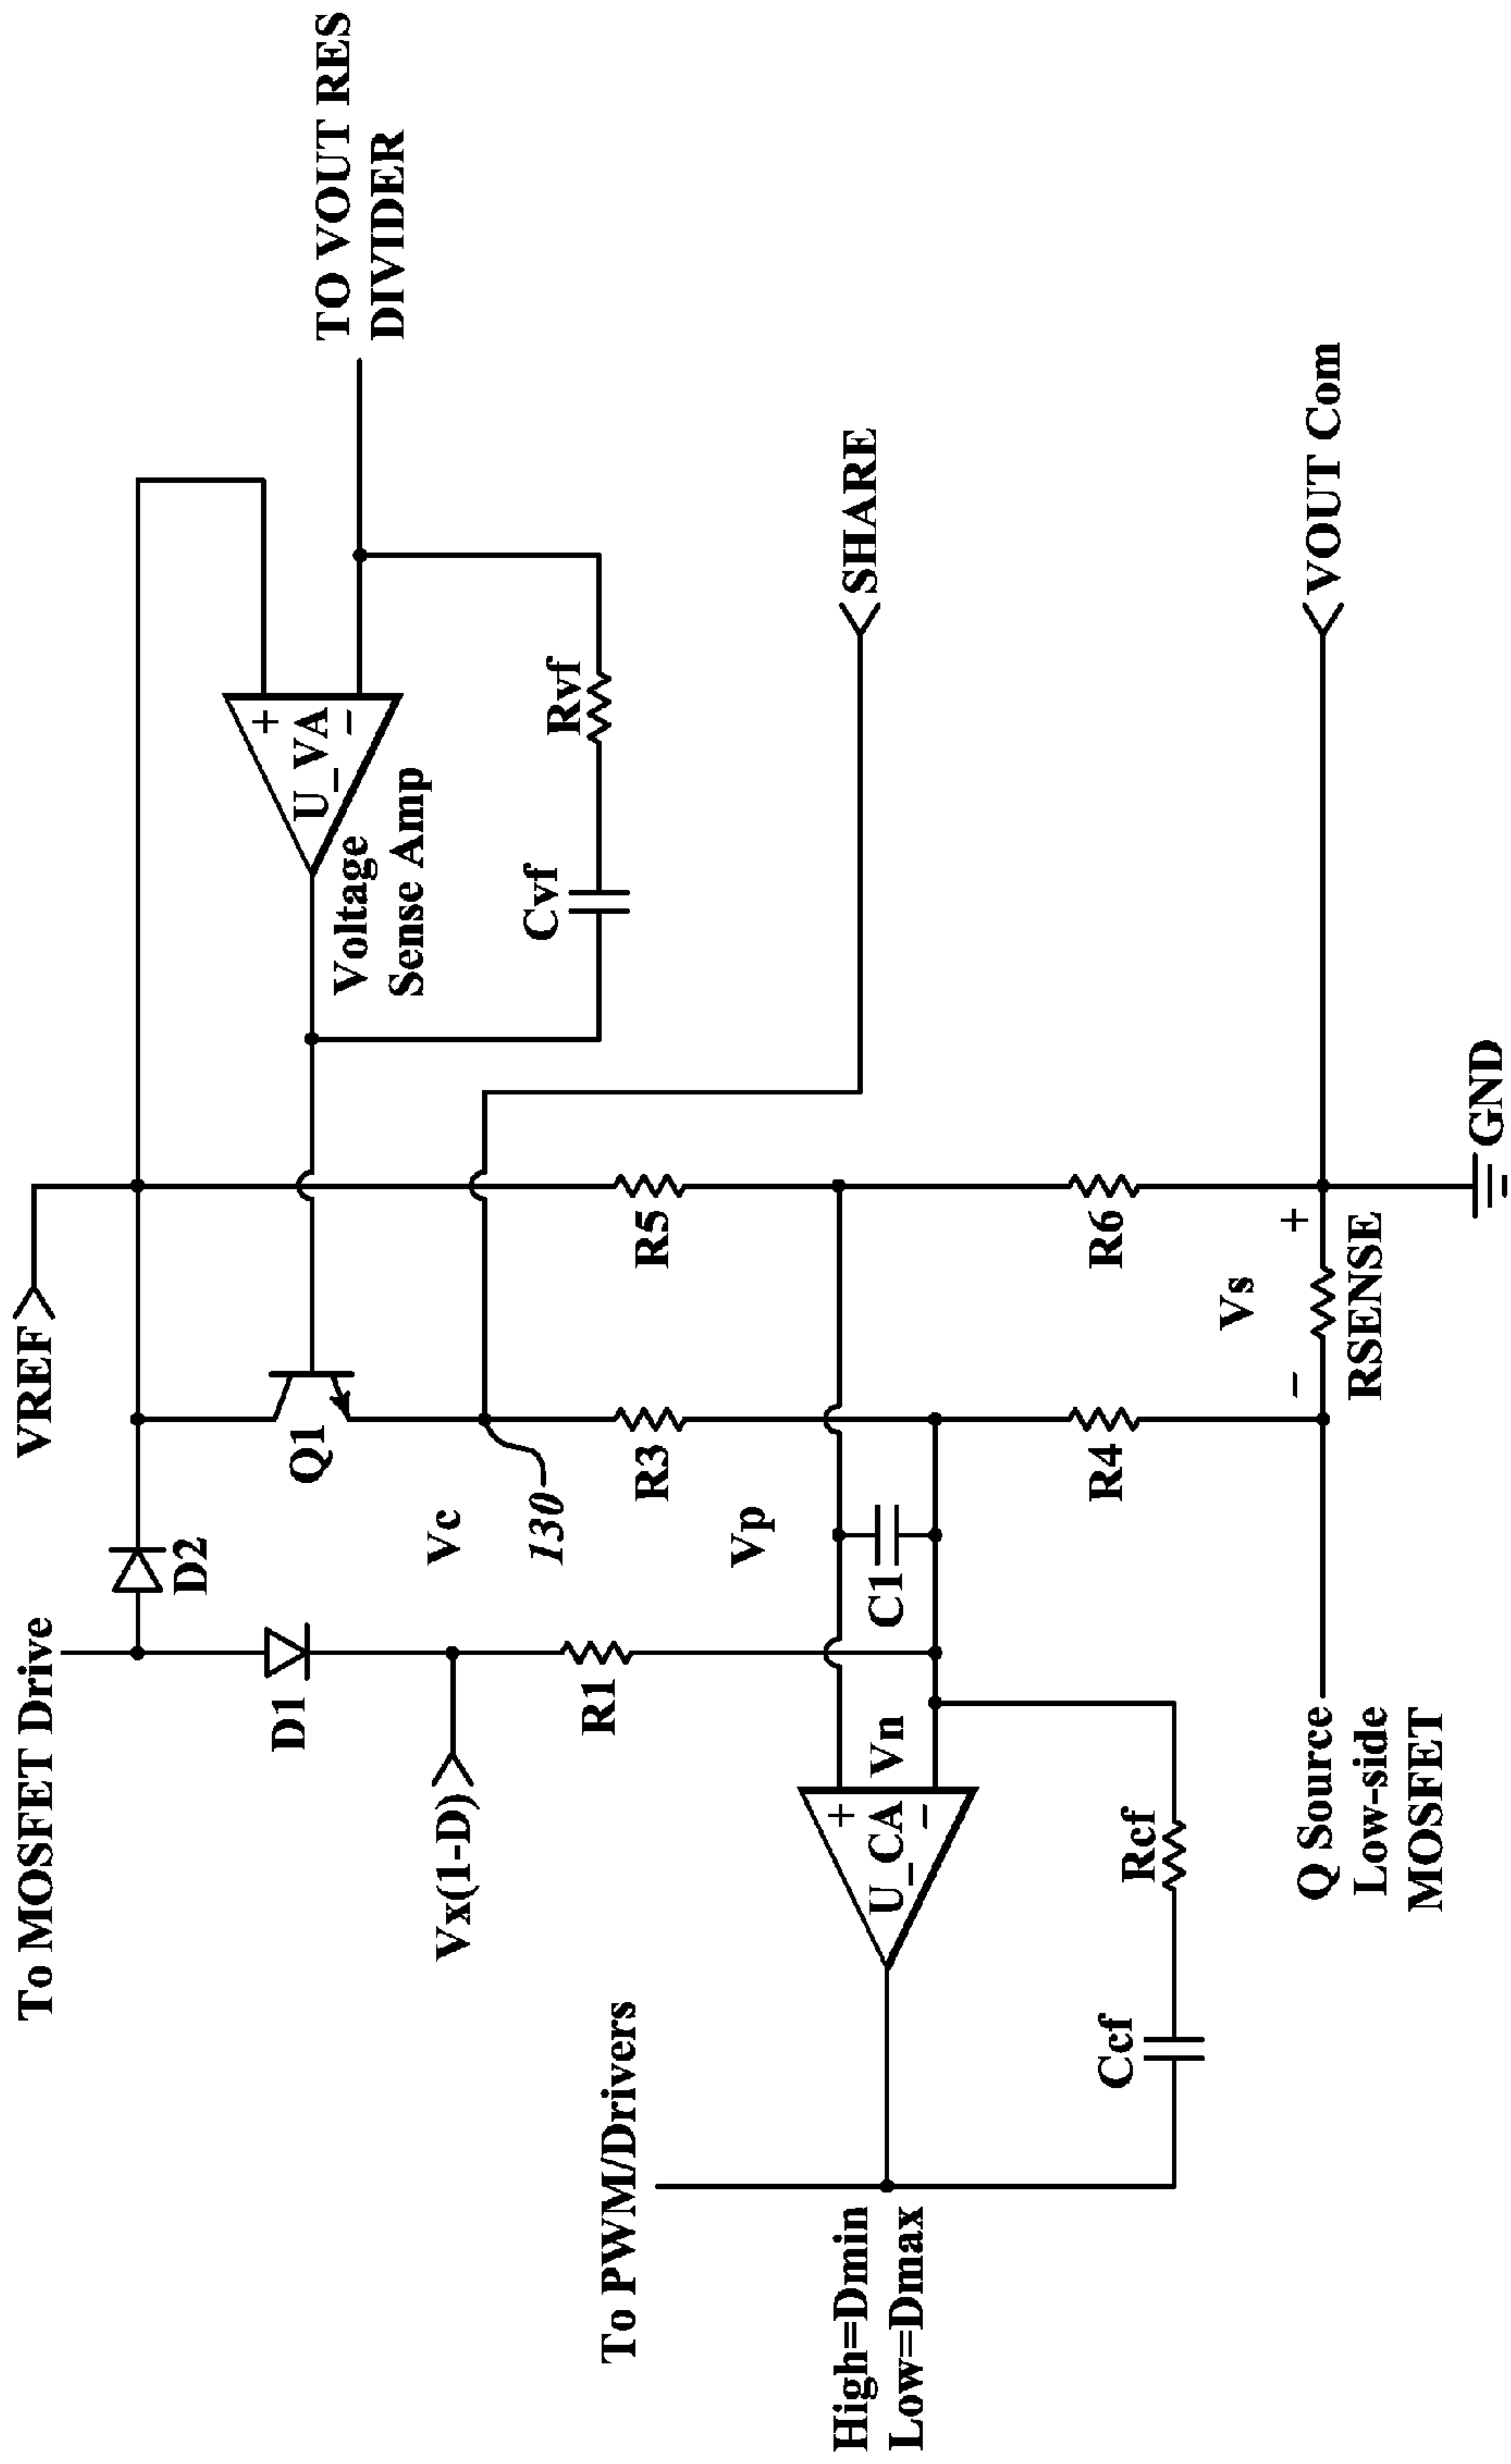 To MOSFET Drive
VREF
D2
D1
Q1
TO VOUT RES
DIVIDER
+
U_VA
−
Voltage
Sense Amp
Cvf
Rvf
Vc
130
Vx(1-D)
SHARE
R1
R3
R5
Vp
To PWM/Drivers
High=Dmin
Low=Dmax
+
U_CA
−
Vn
C1
Ccf
Rcf
R4
R6
Vs
−
+
RSENSE
Q Source
Low-side
MOSFET
VOUT Com
GND